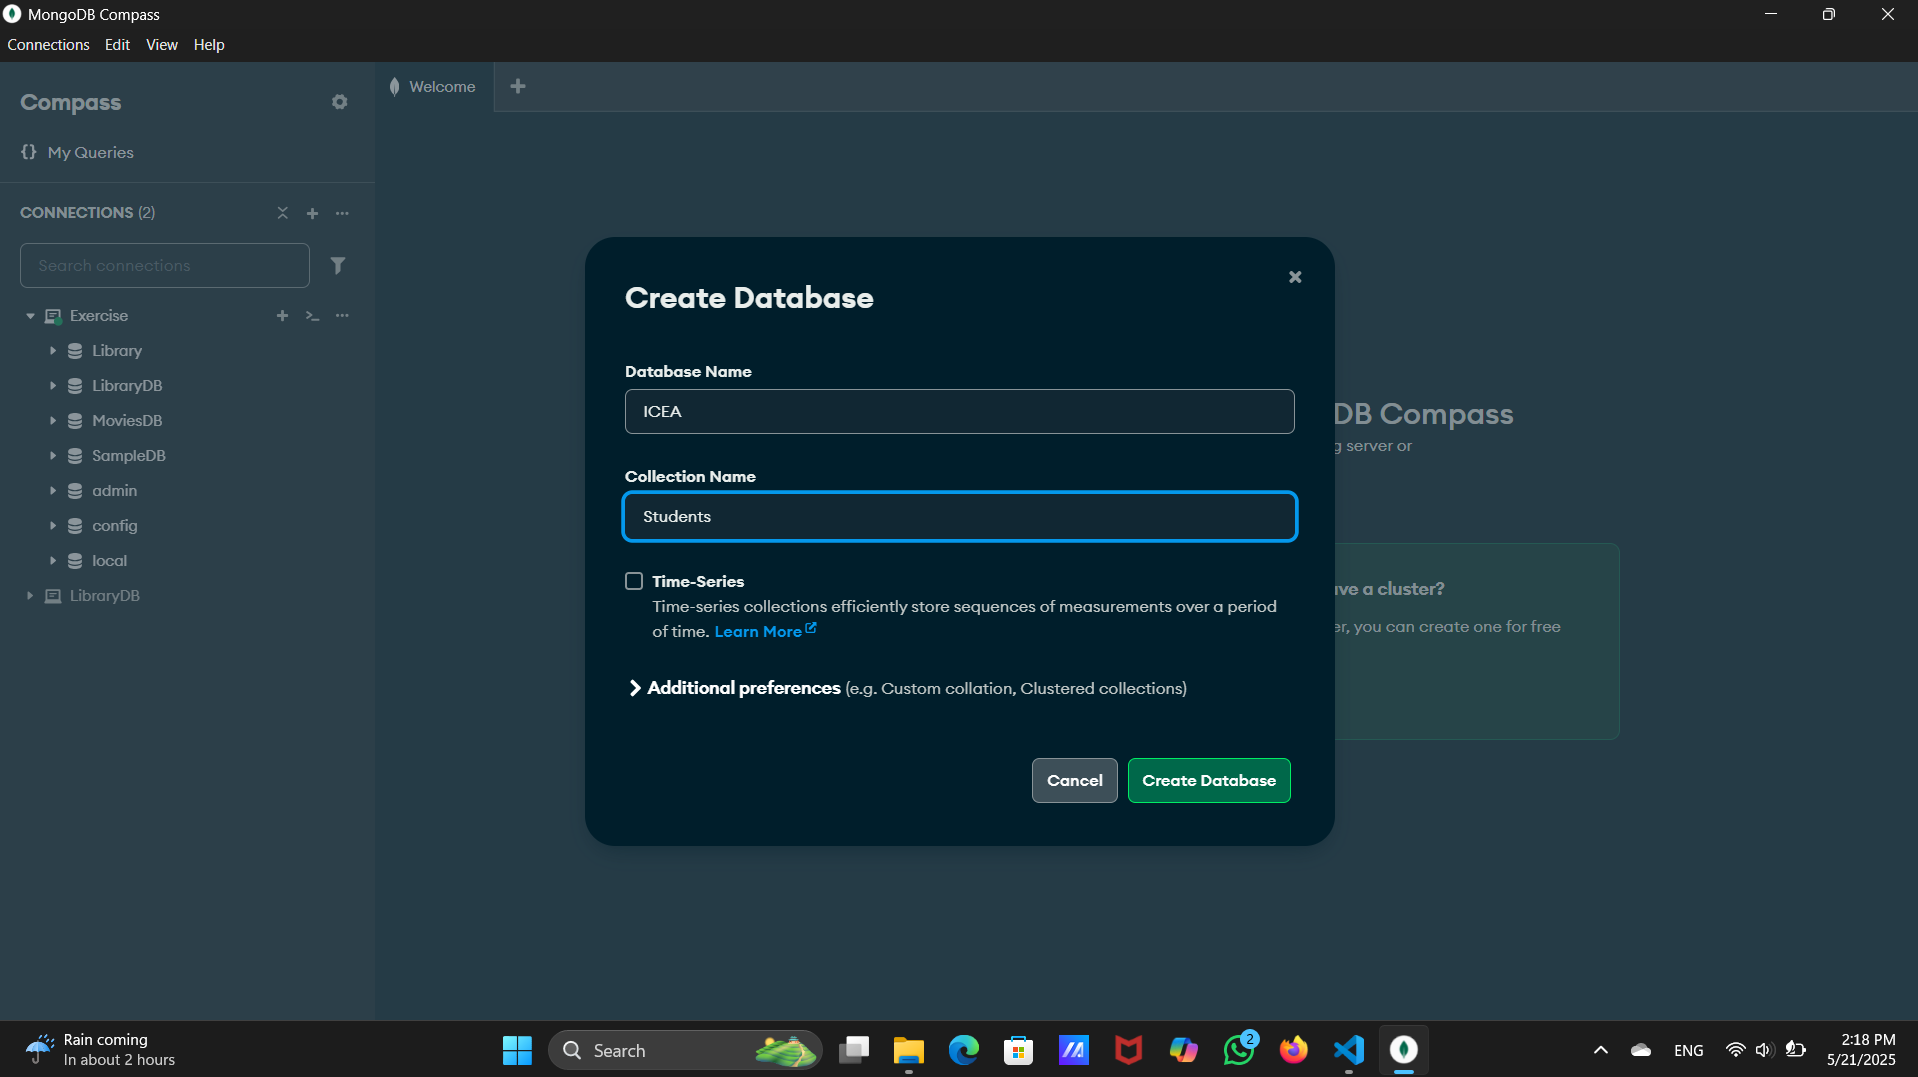 MongoDB Compass
Connections Edit View Help
Compass
Welcome
{} My Queries
CONNECTIONS (2)
Search connections
Exercise
Library
LibraryDB
MoviesDB
SampleDB
admin
config
local
LibraryDB
Create Database
Database Name
ICEA
Collection Name
Students
Time-Series
Time-series collections efficiently store sequences of measurements over a period
of time. Learn More
Additional preferences (e.g. Custom collation, Clustered collections)
Cancel Create Database
DB Compass
server or
a cluster?
, you can create one for free
Rain coming
In about 2 hours
Search
2
ENG
2:18 PM
5/21/2025